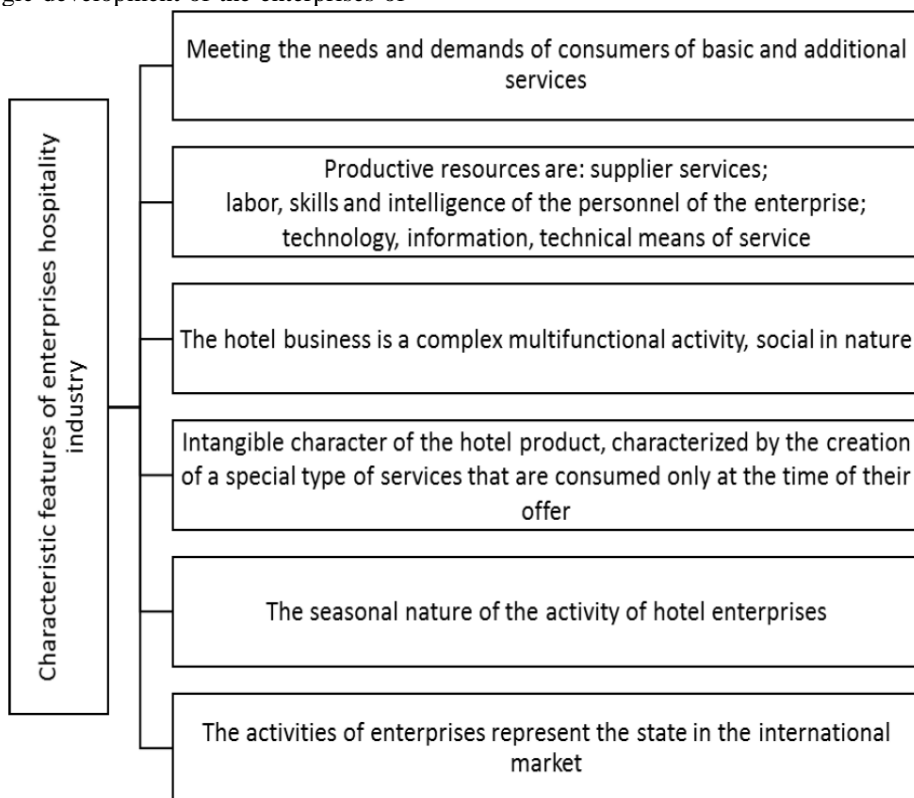 development of the enterprises of
Meeting the needs and demands of consumers of basic and additional
services
Productive resources are: supplier services;
labor, skills and intelligence of the personnel of the enterprise;
technology, information, technical means of service
Characteristic features of enterprises hospitality
industry
The hotel business is a complex multifunctional activity, social in nature
Intangible character of the hotel product, characterized by the creation
of a special type of services that are consumed only at the time of their
offer
The seasonal nature of the activity of hotel enterprises
The activities of enterprises represent the state in the international
market